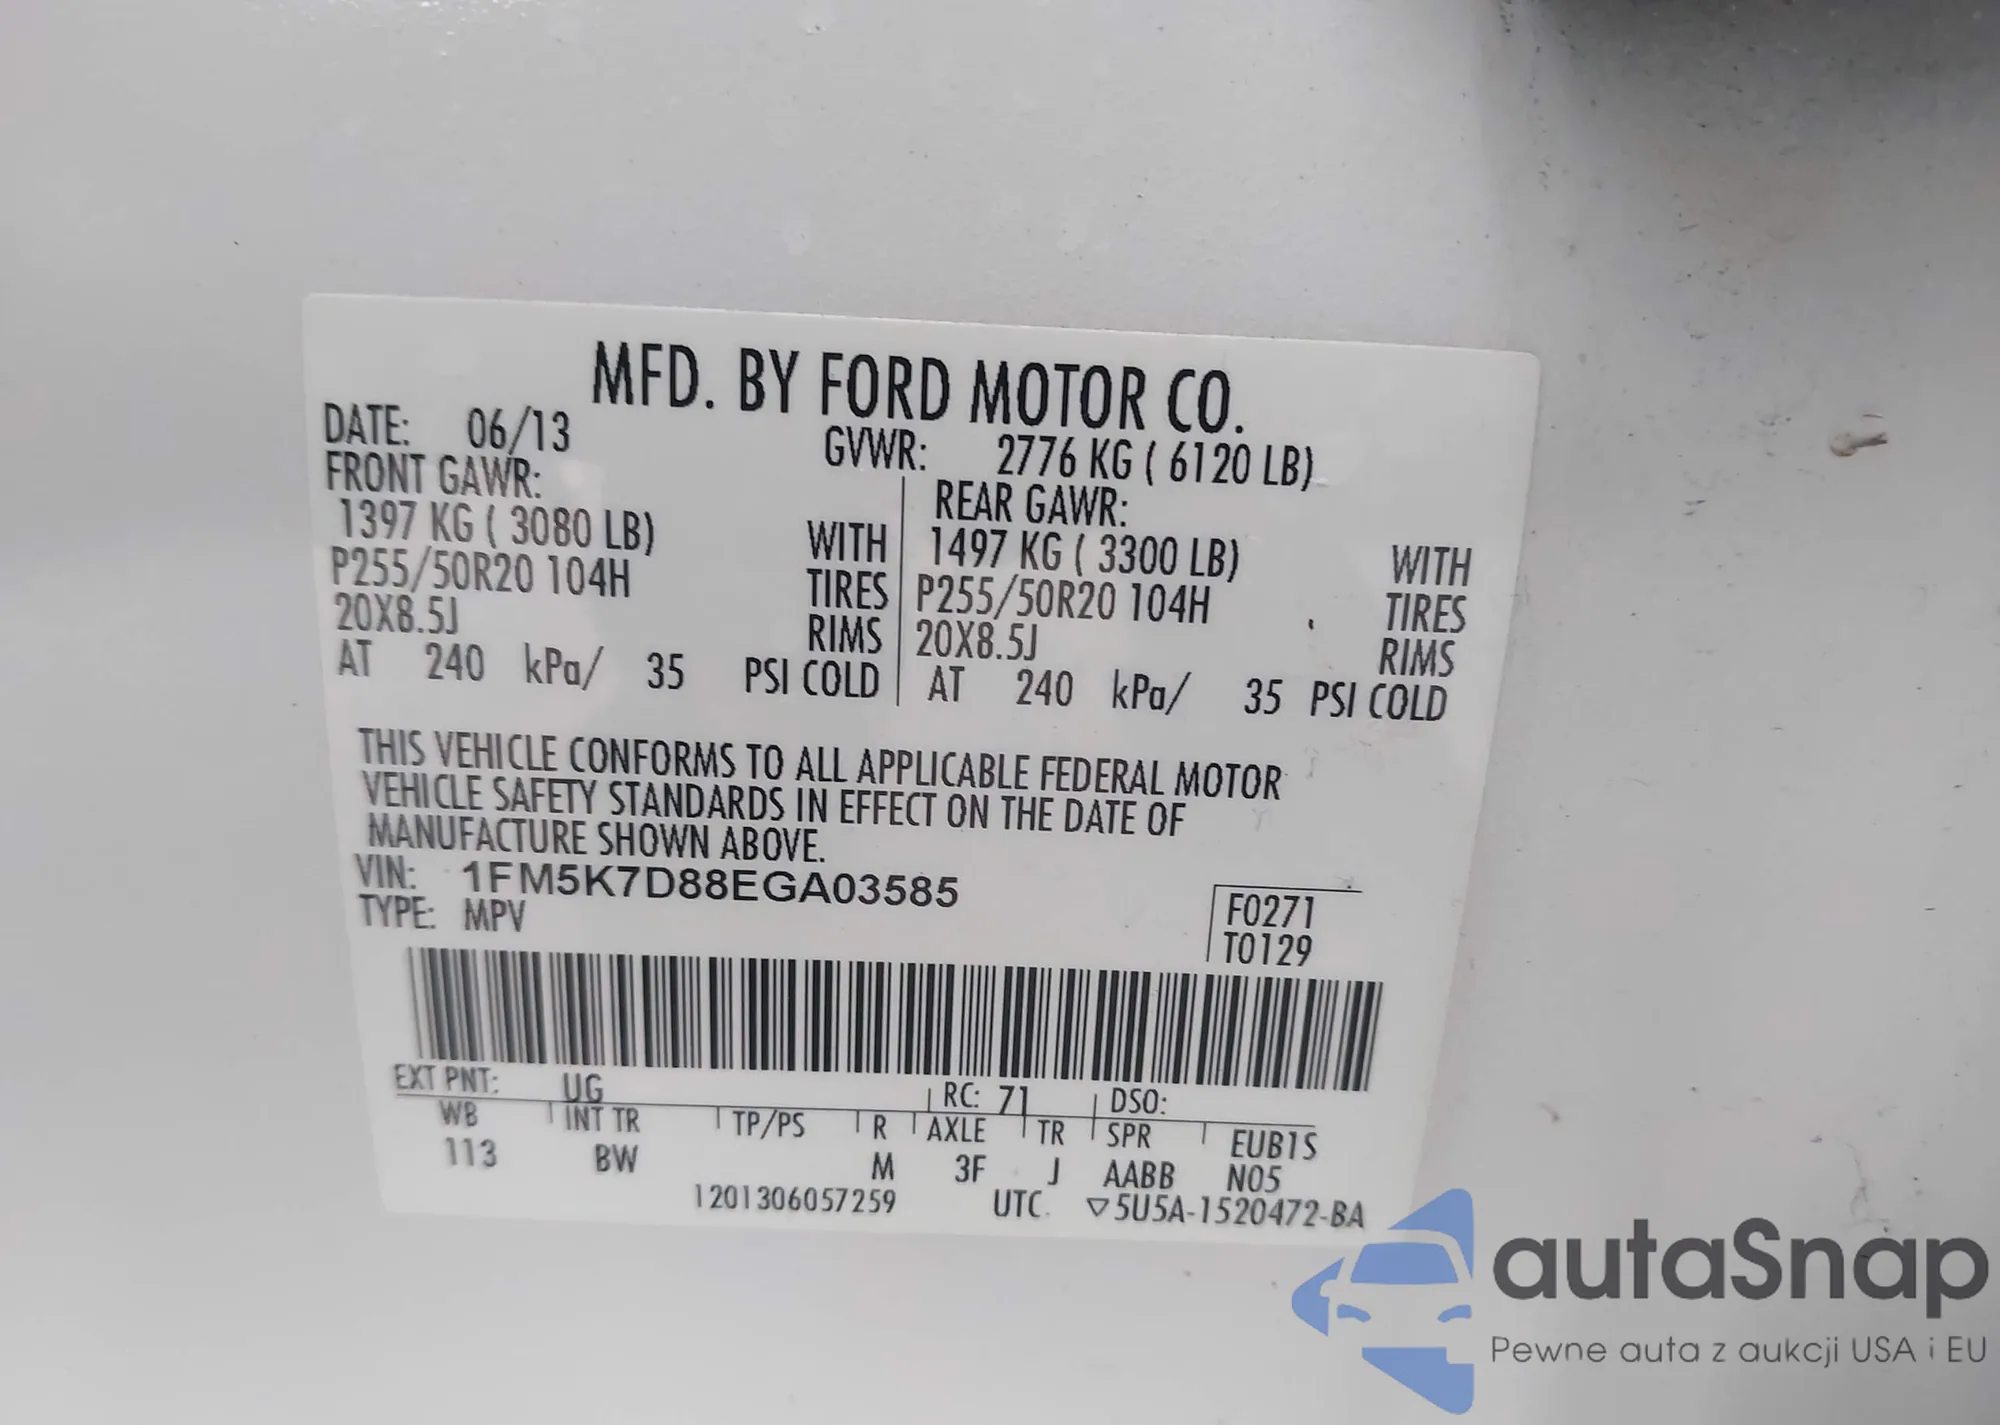 MFD. BY FORD MOTOR CO.
DATE: 06/13 GVWR: 2776 KG ( 6120 LB)
FRONT GAWR: REAR GAWR:
1397 KG ( 3080 LB) WITH 1497 KG ( 3300 LB) WITH
P255/50R20 104H TIRES P255/50R20 104H TIRES
20X8.5J RIMS 20X8.5J RIMS
AT 240 kPa/ 35 PSI COLD AT 240 kPa/ 35 PSI COLD
THIS VEHICLE CONFORMS TO ALL APPLICABLE FEDERAL MOTOR
VEHICLE SAFETY STANDARDS IN EFFECT ON THE DATE OF
MANUFACTURE SHOWN ABOVE.
VIN: 1FM5K7D88EGA03585
TYPE: MPV
F0271
T0129
EXT PNT: UG RC: 71 DSO:
WB INT TR TP/PS R AXLE TR SPR EUB1S
113 BW M 3F J AABB N05
1201306057259 UTC ▽5U5A-1520472-BA
autaSnap
Pewne auta z aukcji USA i EU